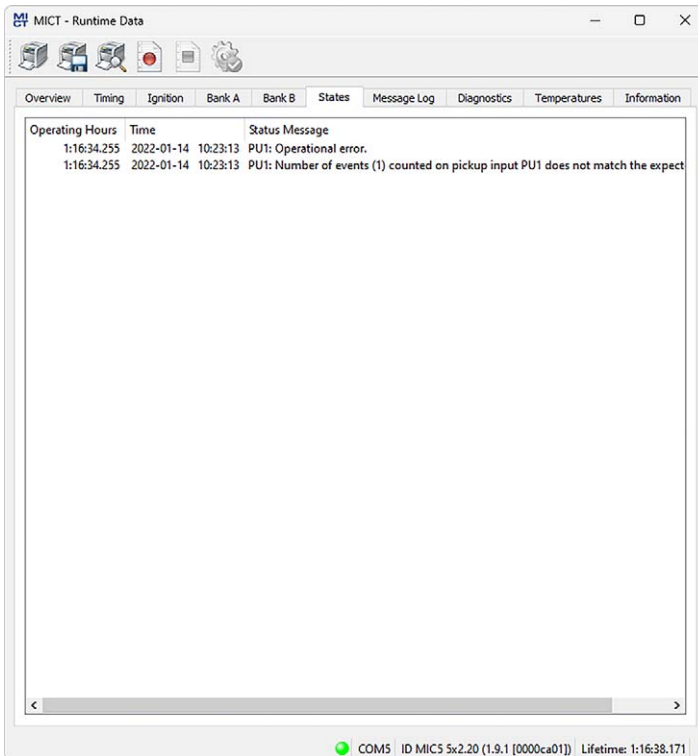 MICT MICT - Runtime Data
Overview Timing Ignition Bank A Bank B States Message Log Diagnostics Temperatures Information
Operating Hours Time Status Message
1:16:34.255 2022-01-14 10:23:13 PU1: Operational error.
1:16:34.255 2022-01-14 10:23:13 PU1: Number of events (1) counted on pickup input PU1 does not match the expect
COM5 ID MIC5 5x2.20 (1.9.1 [0000ca01]) Lifetime: 1:16:38.171